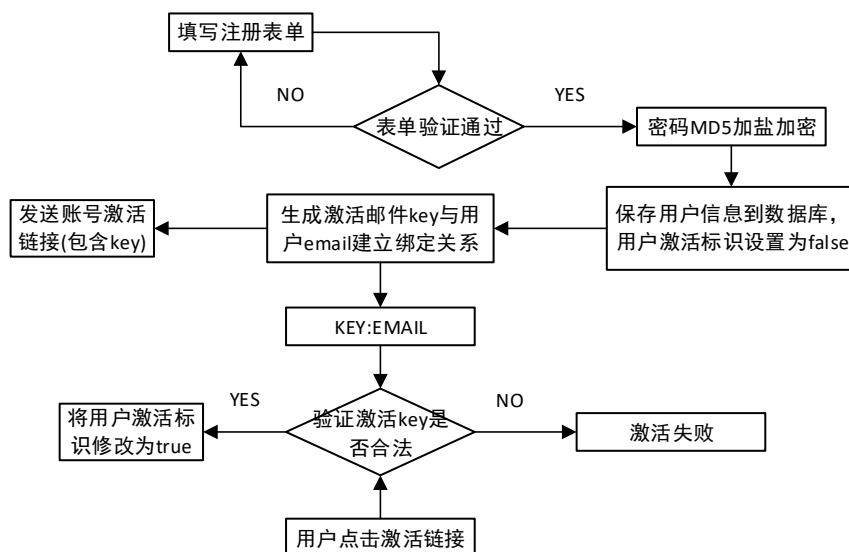 填写注册表单
NO
YES
表单验证通过
密码MD5加盐加密
发送账号激活
链接(包含key)
生成激活邮件key与用
户email建立绑定关系
保存用户信息到数据库，
用户激活标识设置为false
KEY:EMAIL
YES
NO
将用户激活标
识修改为true
验证激活key是
否合法
激活失败
用户点击激活链接